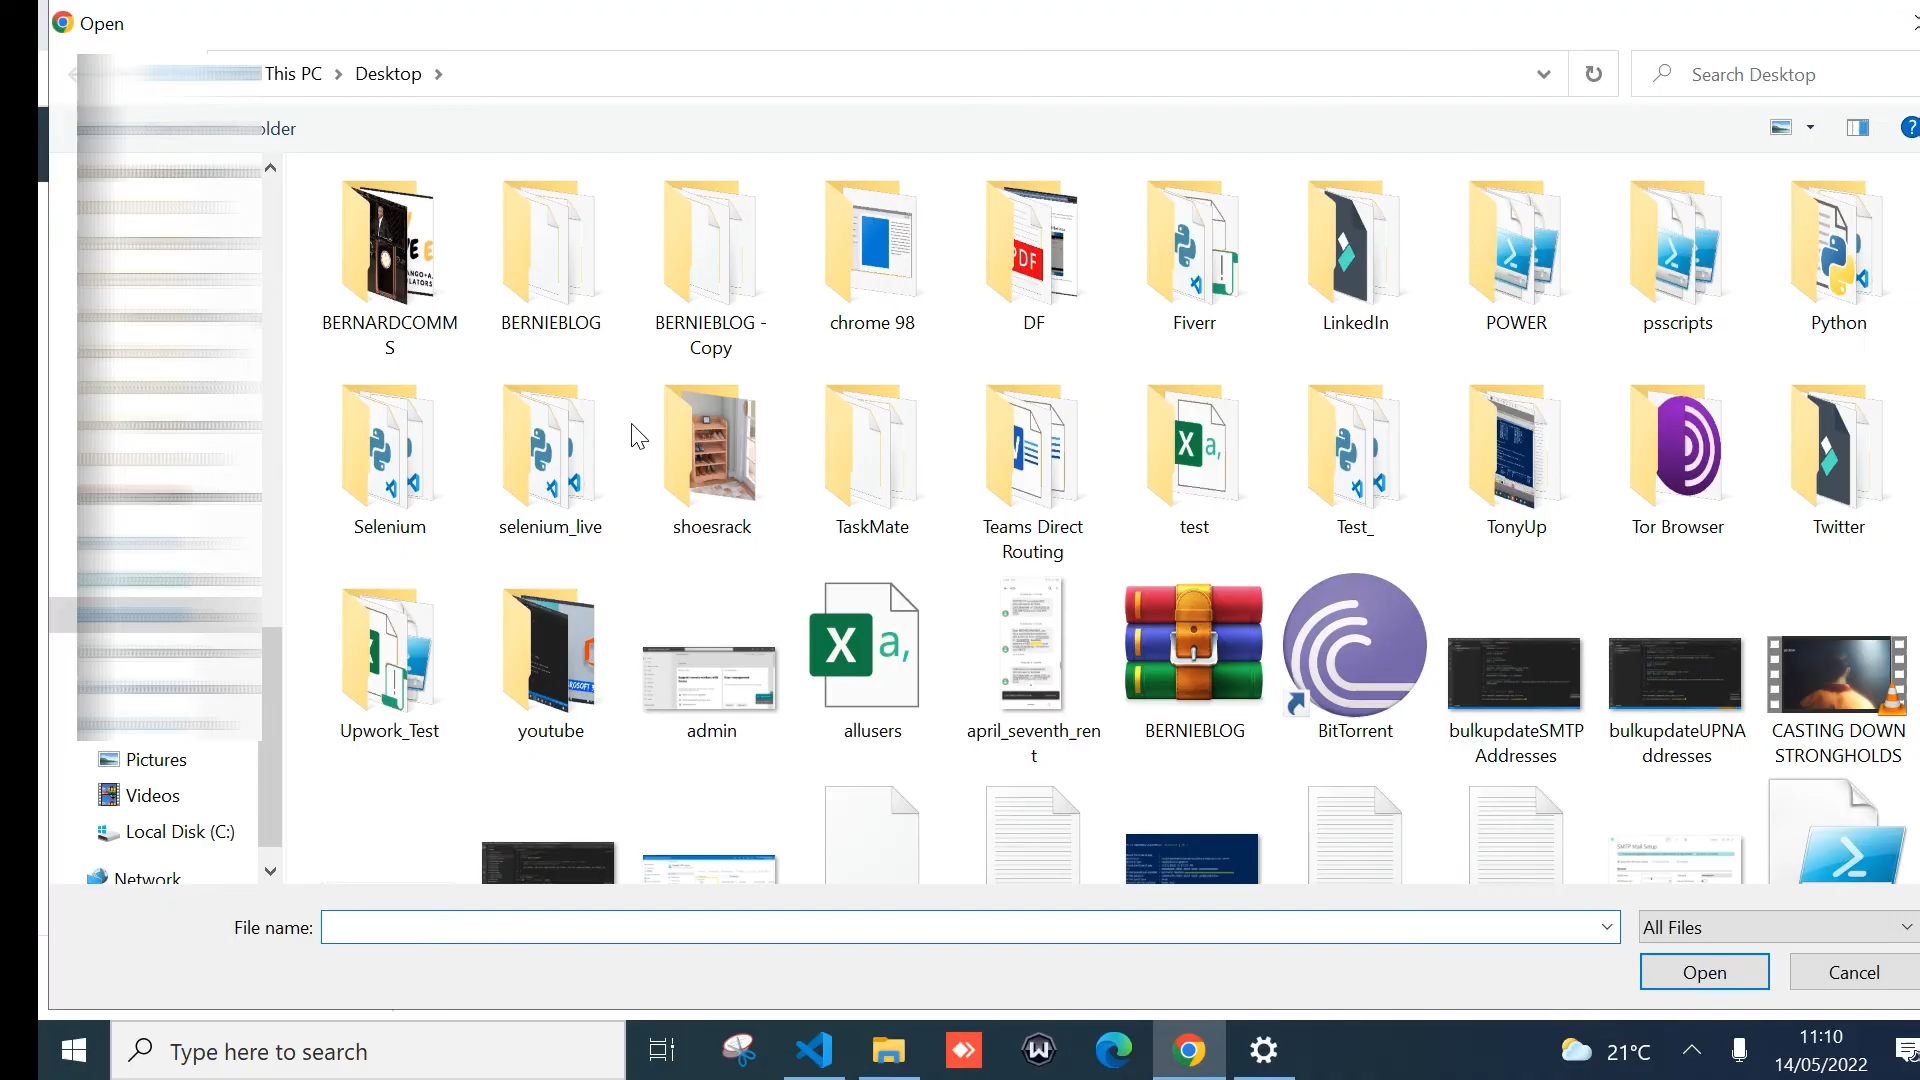 Open
This PC > Desktop >
Search Desktop
older
BERNARDCOMM
S
BERNIEBLOG
BERNIEBLOG -
Copy
chrome 98
DF
Fiverr
LinkedIn
POWER
psscripts
Python
Selenium
selenium_live
shoesrack
TaskMate
Teams Direct
Routing
test
Test_
TonyUp
Tor Browser
Twitter
Upwork_Test
youtube
admin
allusers
april_seventh_ren
t
BERNIEBLOG
BitTorrent
bulkupdateSMTP
Addresses
bulkupdateUPNA
ddresses
CASTING DOWN
STRONGHOLDS
Pictures
Videos
Local Disk (C:)
Network
File name:
All Files
Open
Cancel
Type here to search
21°C
11:10
14/05/2022